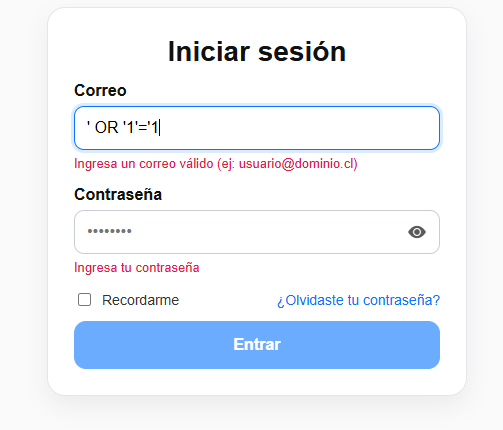 Iniciar sesión
Correo
' OR '1'='1
Ingresa un correo válido (ej: usuario@dominio.cl)
Contraseña
••••••••
Ingresa tu contraseña
Recordarme ¿Olvidaste tu contraseña?
Entrar